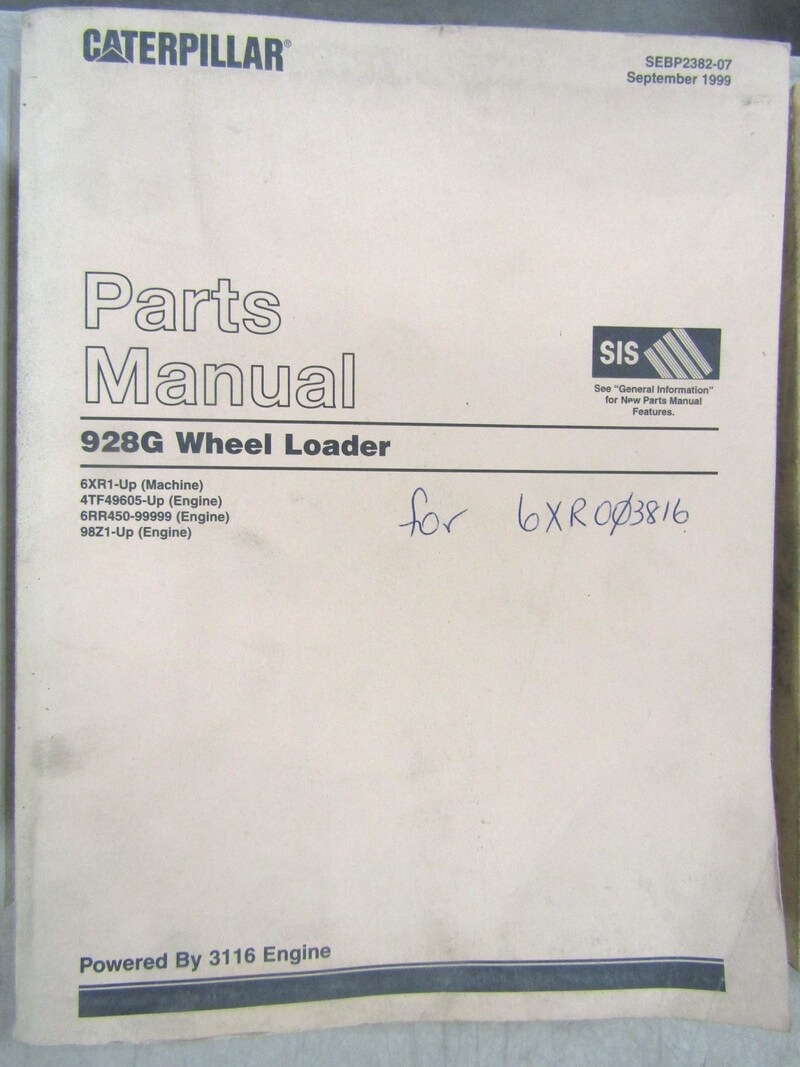 CATERPILLAR®
SEBP2382-07
September 1999
Parts
Manual
SIS
See "General Information"
for New Parts Manual
Features.
928G Wheel Loader
6XR1-Up (Machine)
4TF49605-Up (Engine)
6RR450-99999 (Engine)
98Z1-Up (Engine)
for 6XR003816
Powered By 3116 Engine